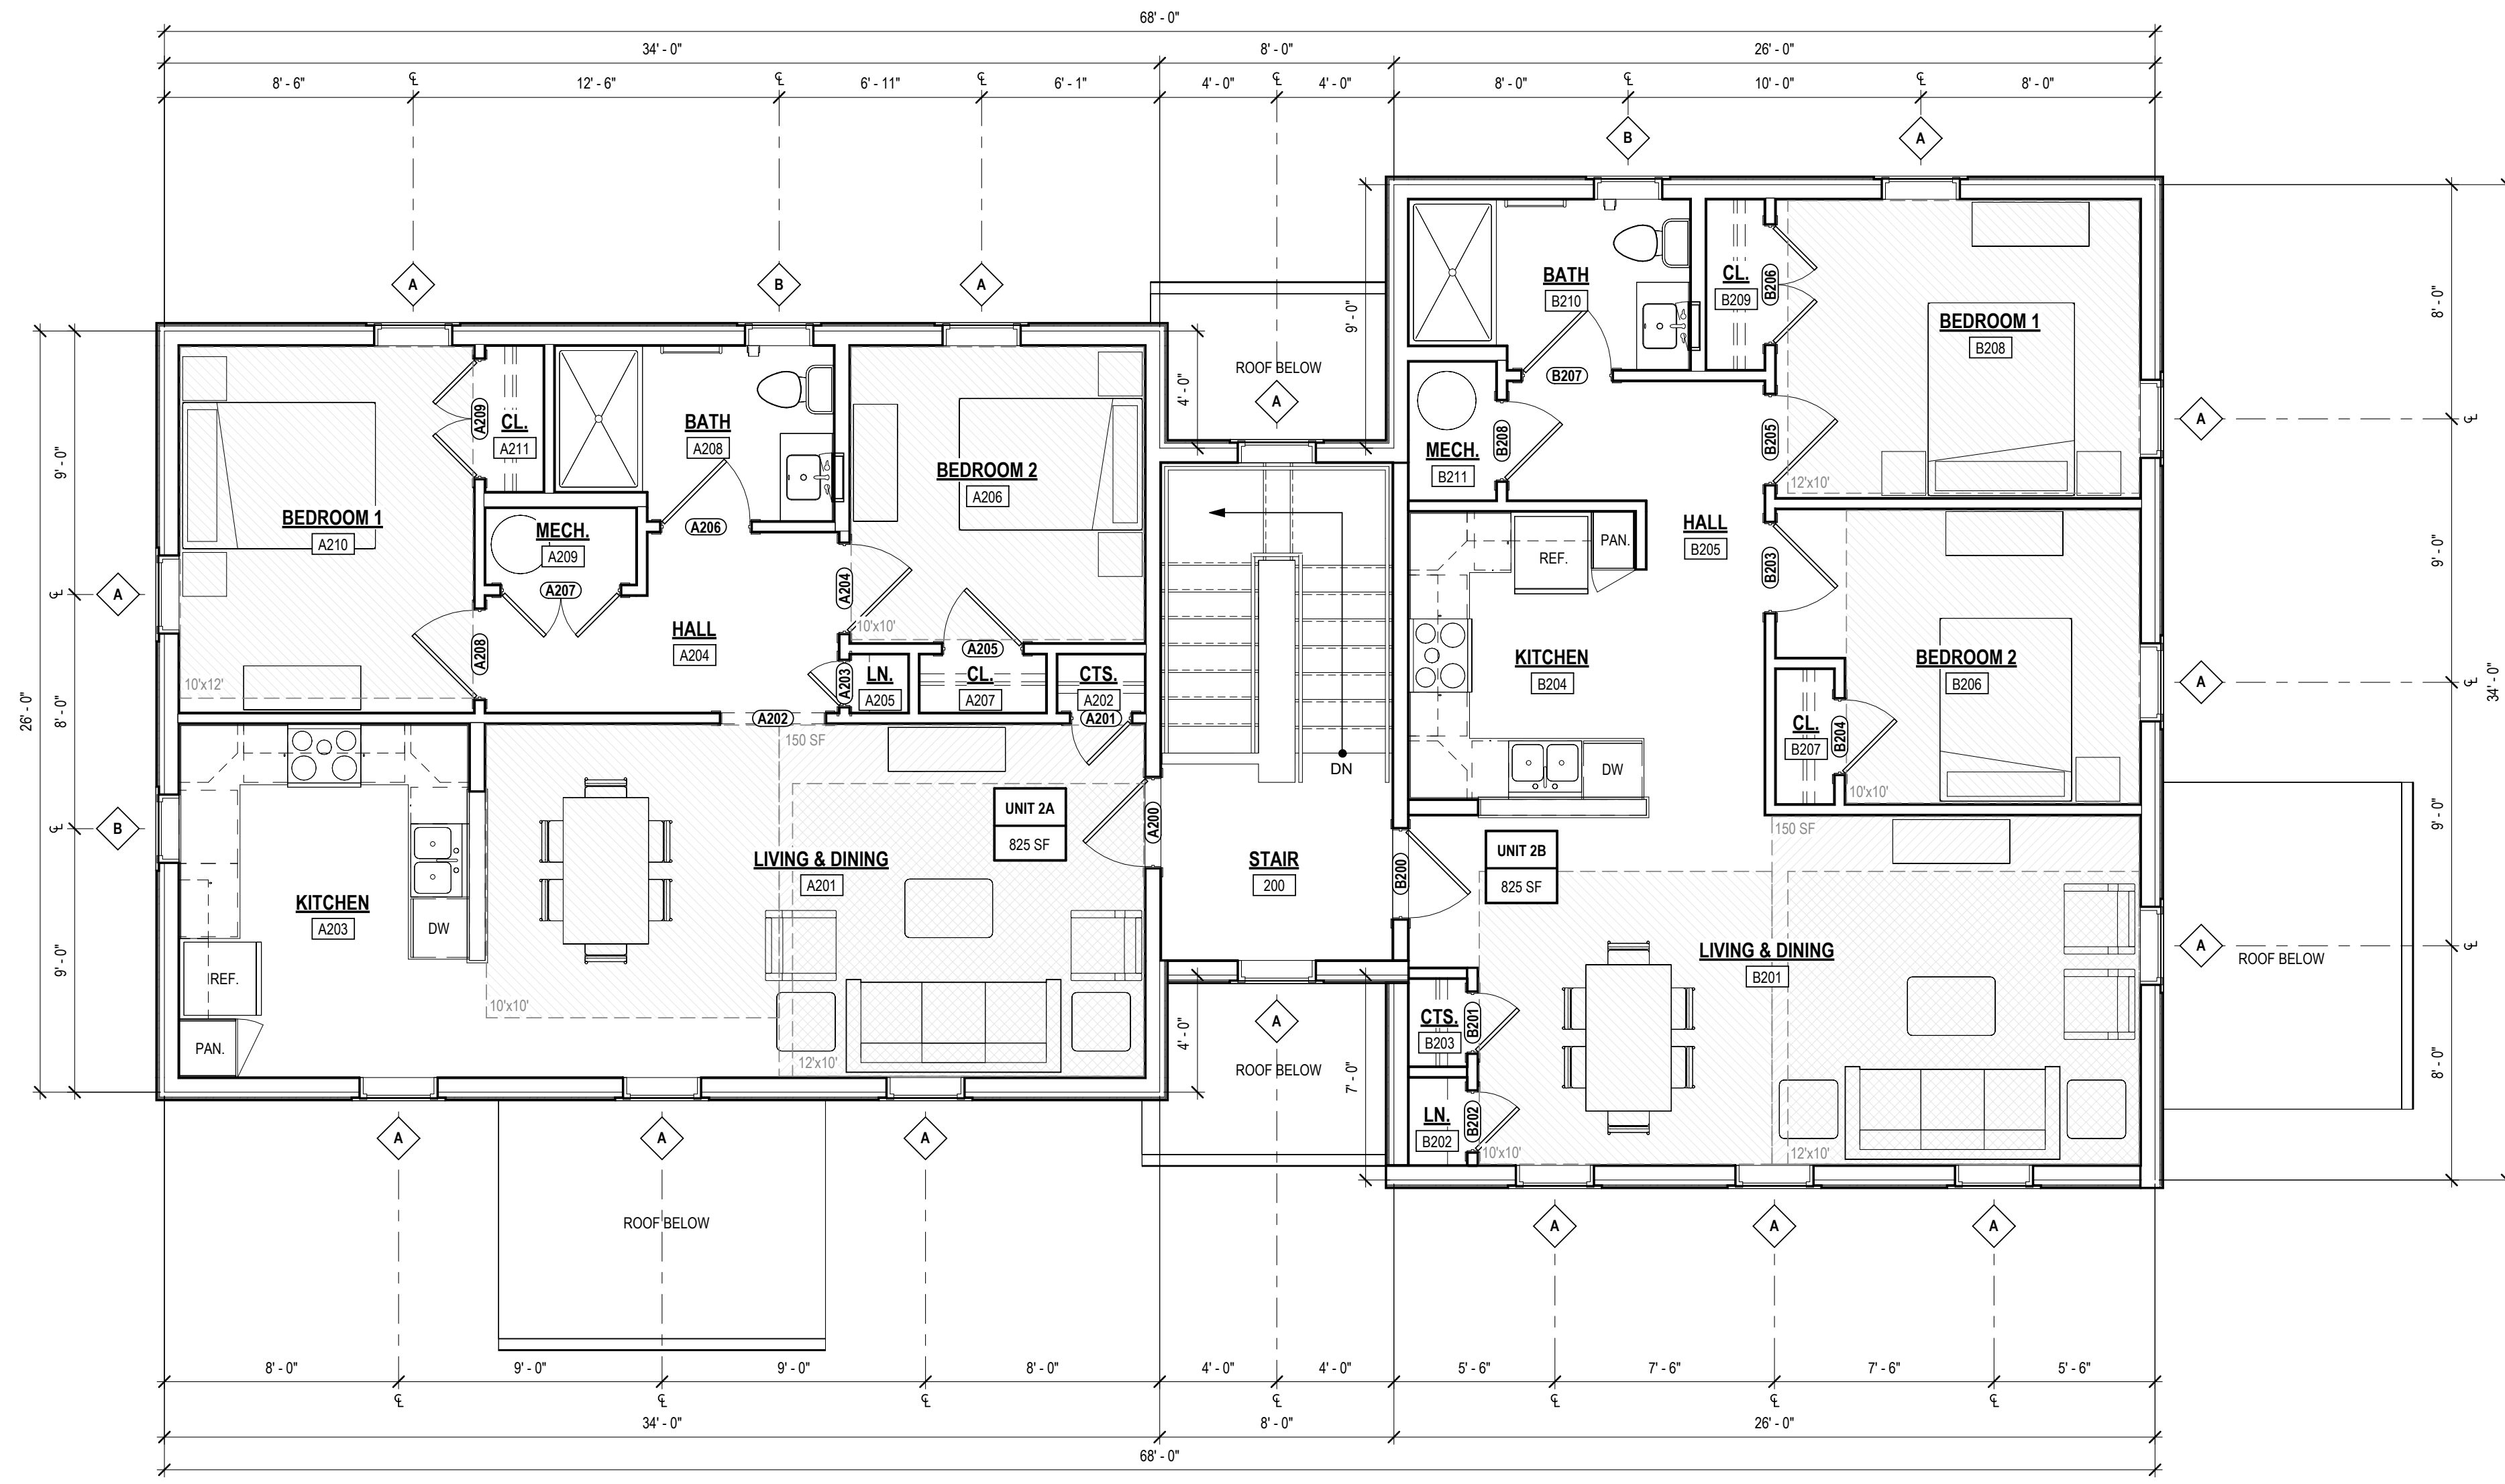 68' - 0"
34' - 0"
8' - 0"
26' - 0"
8' - 6"
℄
12' - 6"
℄
6' - 11"
℄
6' - 1"
4' - 0"
℄
4' - 0"
8' - 0"
℄
10' - 0"
℄
8' - 0"
B
A
A
B
A
9' - 0"
4' - 0"
ROOF BELOW
A
BEDROOM 1
A210
10'x12'
A209
CL.
A211
BATH
A208
A206
MECH.
A209
A207
A208
HALL
A204
BEDROOM 2
A206
A204
10'x10'
A205
A203
LN.
A205
CL.
A207
CTS.
A202
A201
A202
150 SF
UNIT 2A
825 SF
A200
LIVING & DINING
A201
10'x10'
12'x10'
KITCHEN
A203
DW
REF.
PAN.
26' - 0"
9' - 0"
℄
A
8' - 0"
℄
B
9' - 0"
DN
STAIR
200
BATH
B210
B207
CL.
B209
B206
BEDROOM 1
B208
B205
12'x10'
MECH.
B211
B208
HALL
B205
REF.
PAN.
KITCHEN
B204
DW
B203
BEDROOM 2
B206
CL.
B207
B204
10'x10'
B200
UNIT 2B
825 SF
150 SF
LIVING & DINING
B201
CTS.
B203
B201
LN.
B202
B202
10'x10'
12'x10'
8' - 0"
A
℄
9' - 0"
A
℄
34' - 0"
9' - 0"
A
℄
ROOF BELOW
8' - 0"
A
4' - 0"
7' - 0"
ROOF BELOW
A
A
A
ROOF BELOW
A
A
A
8' - 0"
℄
9' - 0"
℄
9' - 0"
℄
8' - 0"
4' - 0"
℄
4' - 0"
5' - 6"
℄
7' - 6"
℄
7' - 6"
℄
5' - 6"
34' - 0"
8' - 0"
26' - 0"
68' - 0"